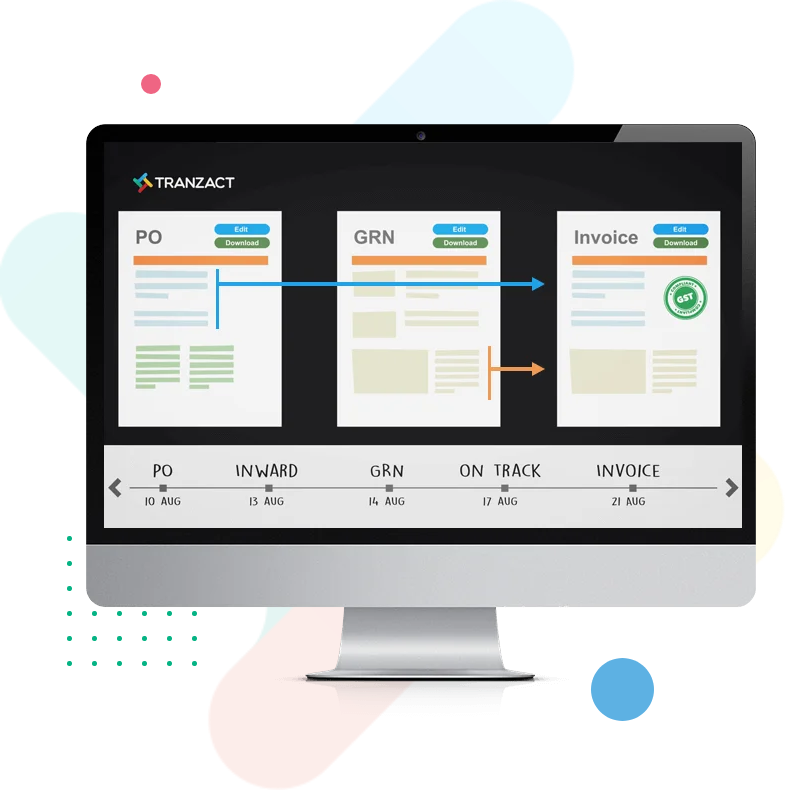 TRANZACT
PO
Edit
Download
GRN
Edit
Download
Invoice
Edit
Download
COMPLIANT
GST
PO
INWARD
GRN
ON TRACK
INVOICE
10 AUG
13 AUG
14 AUG
17 AUG
21 AUG